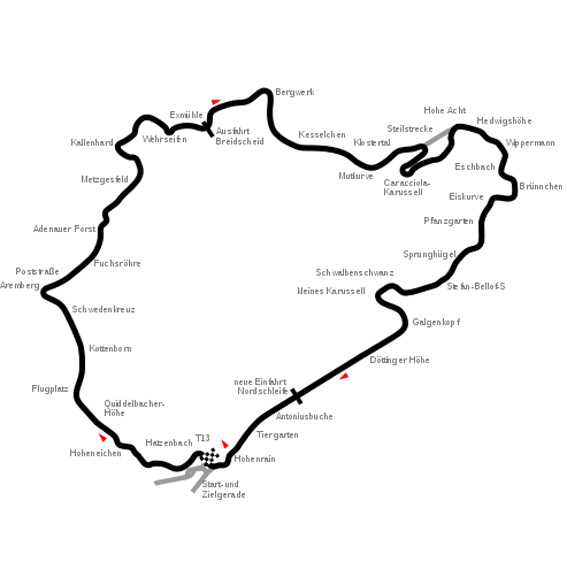 Bergwerk
Exmühle
Hohe Acht
Hedwigshöhe
Steilstrecke
Ausfahrt
Breidscheid
Kesselchen
Wehrseifen
Kallenhard
Klostertal
Wippermann
Eschbach
Mutkurve
Caracciola-
Karussell
Metzgesfeld
Brünnchen
Eiskurve
Pflanzgarten
Adenauer Forst
Sprunghügel
Fuchsröhre
Poststraße
Aremberg
Schwalbenschwanz
kleines Karussell
Stefan-Bellof-S
Schwedenkreuz
Galgenkopf
Kottenborn
Döttinger Höhe
Flugplatz
neue Einfahrt
Nordschleife
Quiddelbacher-
Höhe
Antoniusbuche
Tiergarten
Hatzenbach
T13
Hoheneichen
Hohenrain
Start-und
Zielgerade